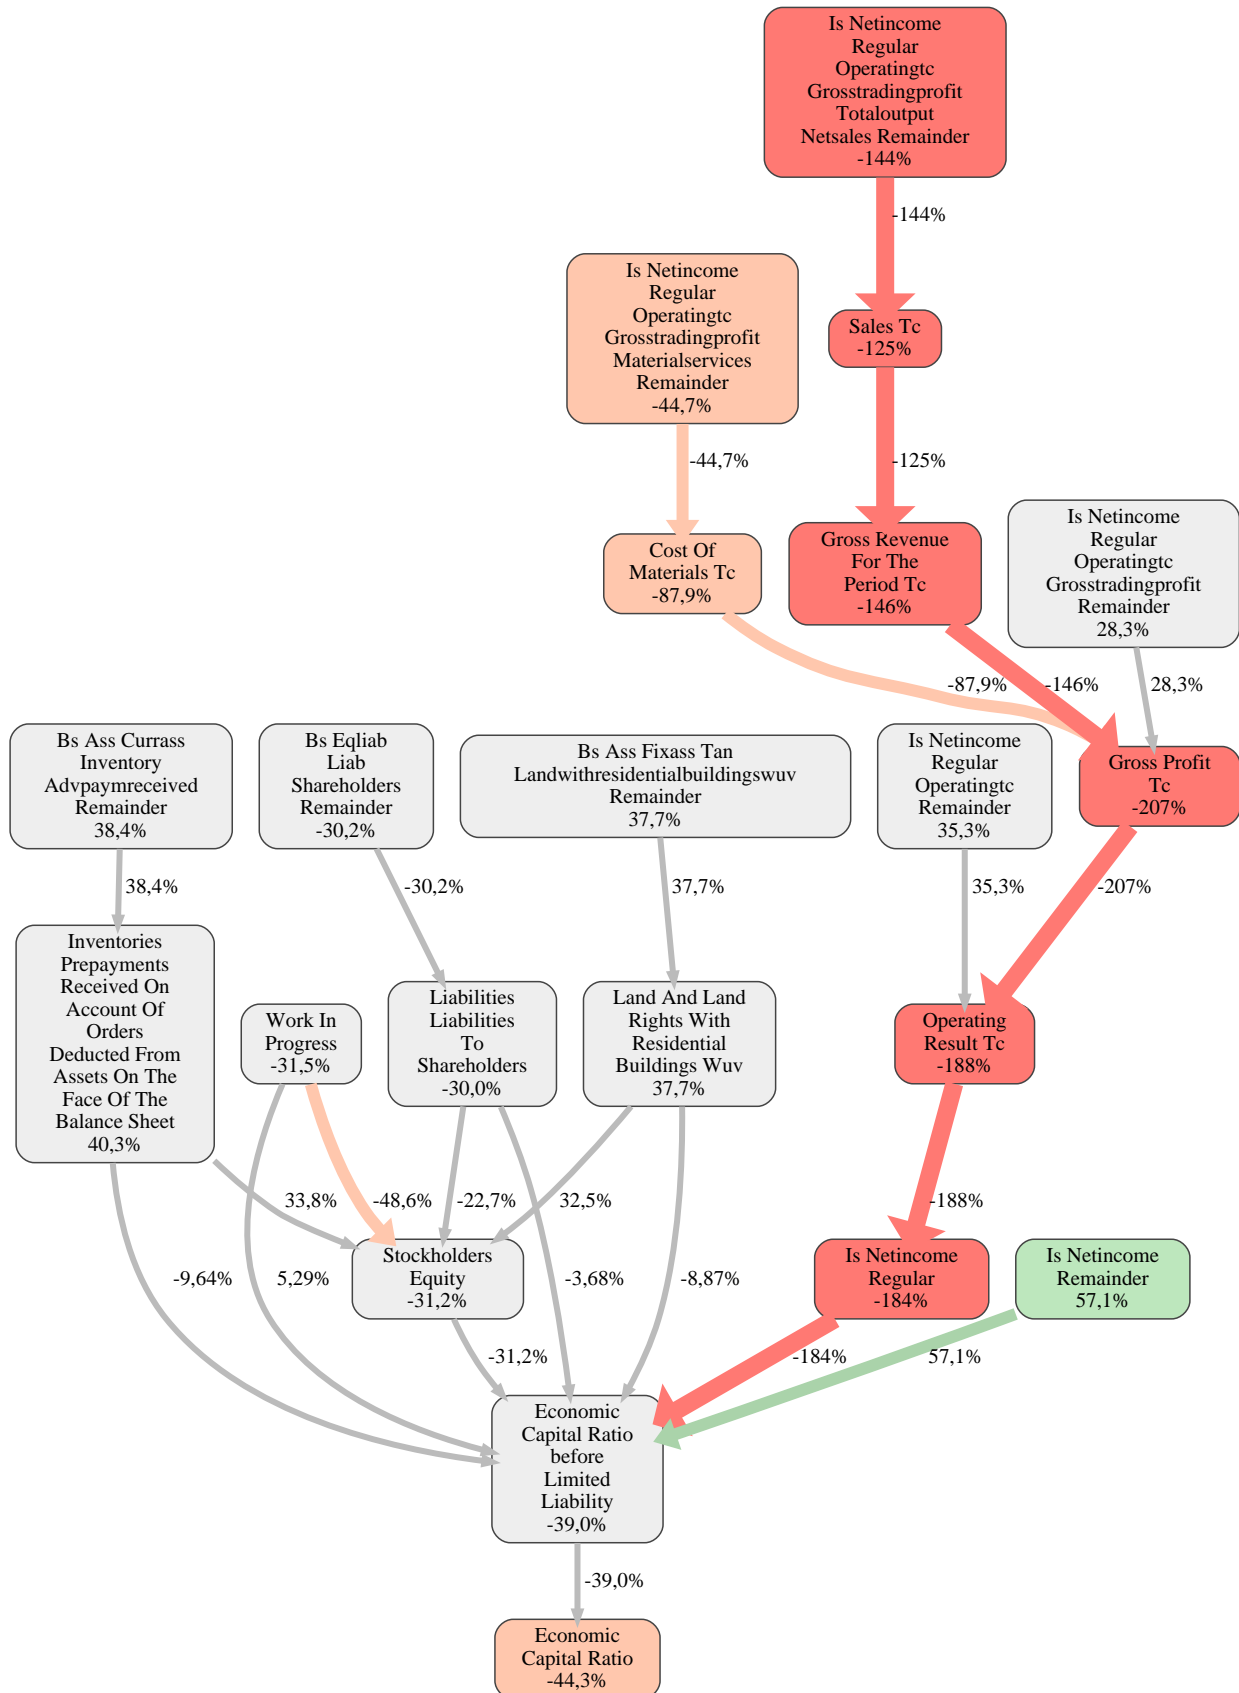 Is Netincome
Regular
Operatingtc
Grosstradingprofit
Totaloutput
Netsales Remainder
-144%
-144%
Is Netincome
Regular
Operatingtc
Grosstradingprofit
Materialservices
Remainder
-44,7%
Sales Tc
-125%
-44,7%
-125%
Is Netincome
Regular
Operatingtc
Grosstradingprofit
Remainder
28,3%
Cost Of
Materials Tc
-87,9%
Gross Revenue
For The
Period Tc
-146%
-87,9%
-146%
28,3%
Bs Ass Currass
Inventory
Advpaymreceived
Remainder
38,4%
Bs Eqliab
Liab
Shareholders
Remainder
-30,2%
Bs Ass Fixass Tan
Landwithresidentialbuildingswuv
Remainder
37,7%
Is Netincome
Regular
Operatingtc
Remainder
35,3%
Gross Profit
Tc
-207%
38,4%
-30,2%
37,7%
35,3%
-207%
Inventories
Prepayments
Received On
Account Of
Orders
Deducted From
Assets On The
Face Of The
Balance Sheet
40,3%
Work In
Progress
-31,5%
Liabilities
Liabilities
To
Shareholders
-30,0%
Land And Land
Rights With
Residential
Buildings Wuv
37,7%
Operating
Result Tc
-188%
33,8%
-48,6%
-22,7%
32,5%
-188%
Stockholders
Equity
-31,2%
Is Netincome
Regular
-184%
Is Netincome
Remainder
57,1%
-9,64%
5,29%
-3,68%
-8,87%
-31,2%
-184%
57,1%
Economic
Capital Ratio
before
Limited
Liability
-39,0%
-39,0%
Economic
Capital Ratio
-44,3%